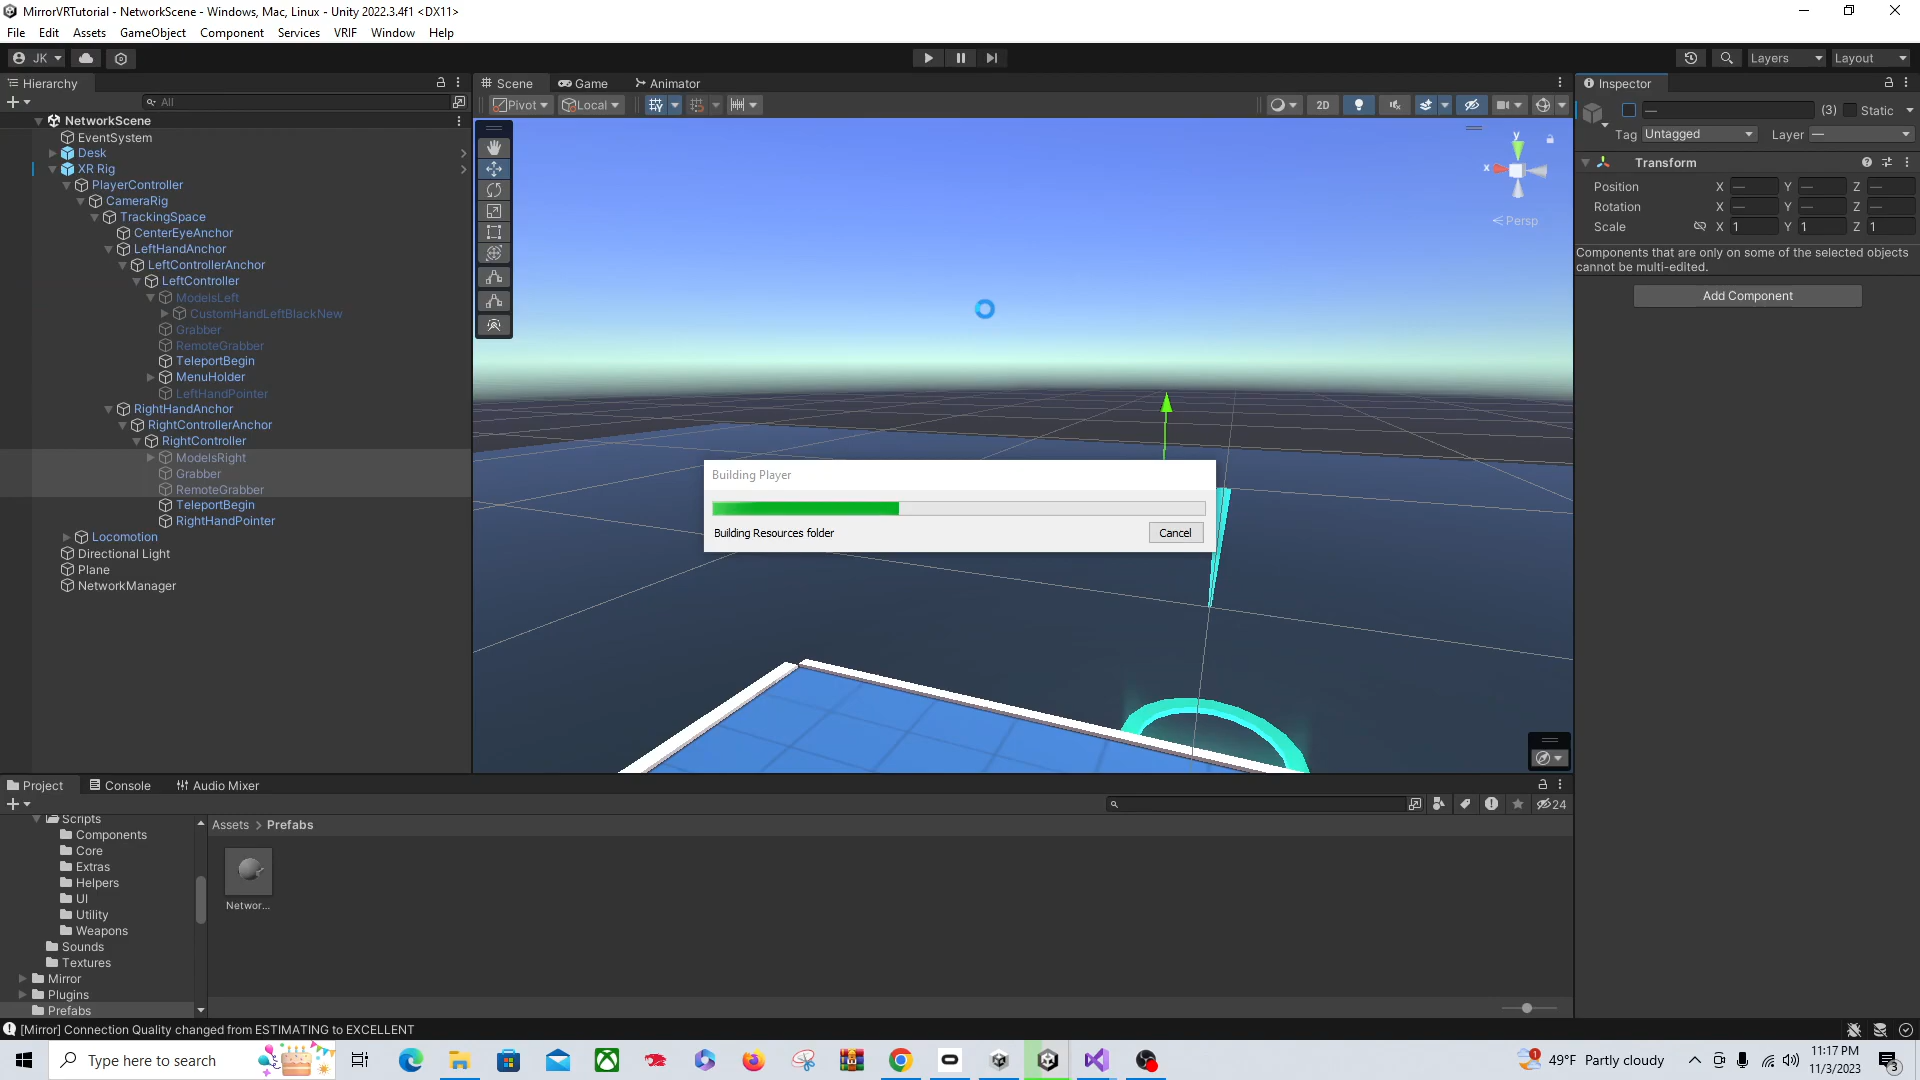 MirrorVRTutorial - NetworkScene - Windows, Mac, Linux - Unity 2022.3.4f1 <DX11>
File Edit Assets GameObject Component Services VRIF Window Help
JK Layers Layout
Hierarchy Scene Game Animator Inspector
All Pivot Local 2D — (3) Static
NetworkScene
Tag Untagged Layer —
EventSystem
Desk
XR Rig
PlayerController
CameraRig
TrackingSpace
CenterEyeAnchor
LeftHandAnchor
LeftControllerAnchor
LeftController
ModelsLeft
CustomHandLeftBlackNew
Grabber
RemoteGrabber
TeleportBegin
MenuHolder
LeftHandPointer
RightHandAnchor
RightControllerAnchor
RightController
ModelsRight
Grabber
RemoteGrabber
TeleportBegin
RightHandPointer
Locomotion
Directional Light
Plane
NetworkManager
y
x
Persp
Building Player
Building Resources folder Cancel
Transform
Position X — Y — Z —
Rotation X — Y — Z —
Scale X 1 Y 1 Z 1
Components that are only on some of the selected objects
cannot be multi-edited.
Add Component
Project Console Audio Mixer
24
Scripts
Components
Core
Extras
Helpers
UI
Utility
Weapons
Sounds
Textures
Mirror
Plugins
Prefabs
Assets > Prefabs
Networ...
[Mirror] Connection Quality changed from ESTIMATING to EXCELLENT
Type here to search
1
49°F Partly cloudy
11:17 PM
11/3/2023
3